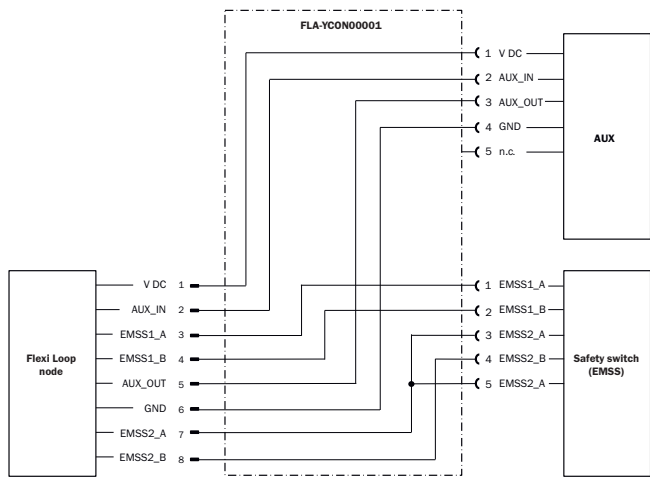 FLA-YCON00001
1 V DC
2 AUX_IN
3 AUX_OUT
4 GND
5 n.c.
AUX
V DC 1
AUX_IN 2
EMSS1_A 3
EMSS1_B 4
AUX_OUT 5
GND 6
EMSS2_A 7
EMSS2_B 8
Flexi Loop
node
1 EMSS1_A
2 EMSS1_B
3 EMSS2_A
4 EMSS2_B
5 EMSS2_A
Safety switch
(EMSS)